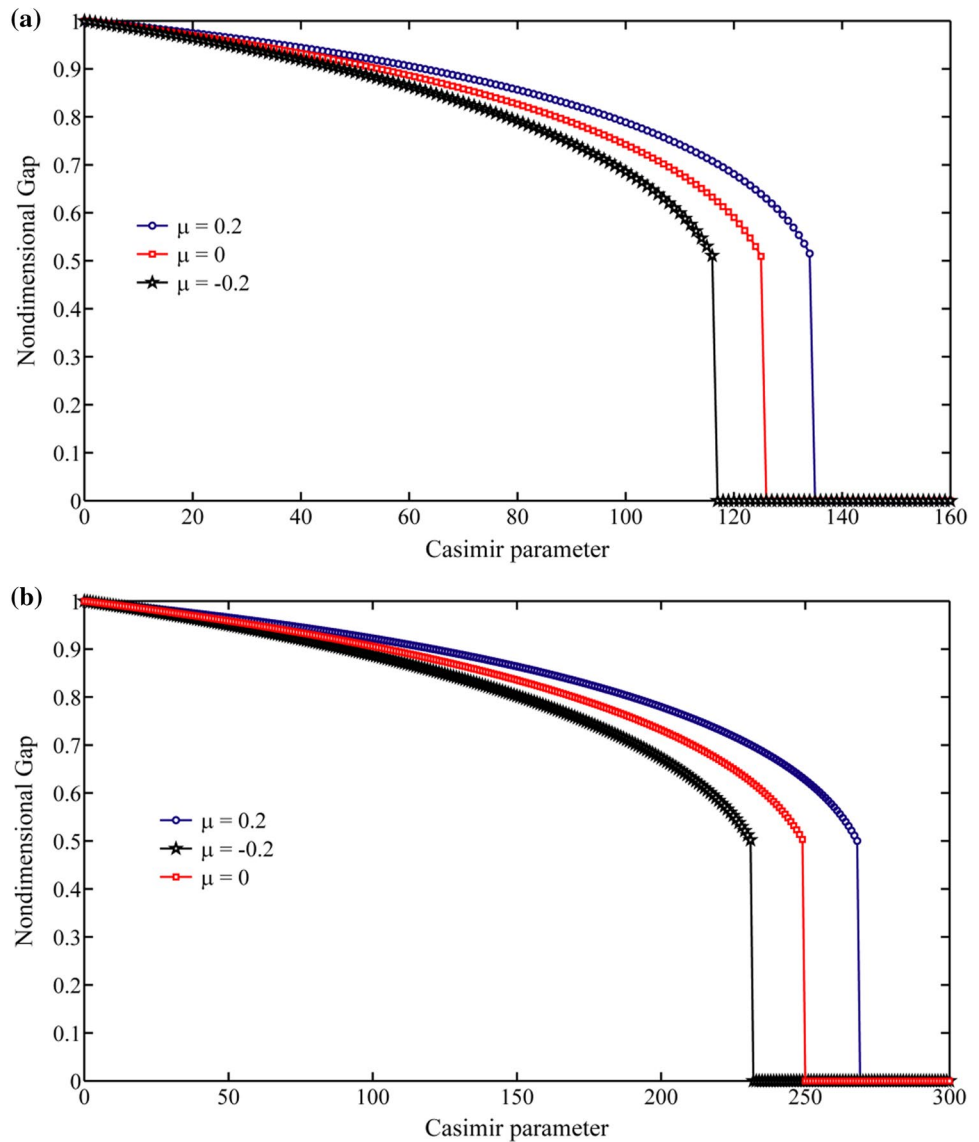 (a)
1
0.9
0.8
0.7
0.6
0.5
0.4
0.3
0.2
0.1
0
Nondimensional Gap
μ = 0.2
μ = 0
μ = -0.2
0 20 40 60 80 100 120 140 160
Casimir parameter
(b)
1
0.9
0.8
0.7
0.6
0.5
0.4
0.3
0.2
0.1
0
Nondimensional Gap
μ = 0.2
μ = -0.2
μ = 0
50 100 150 200 250 300
Casimir parameter